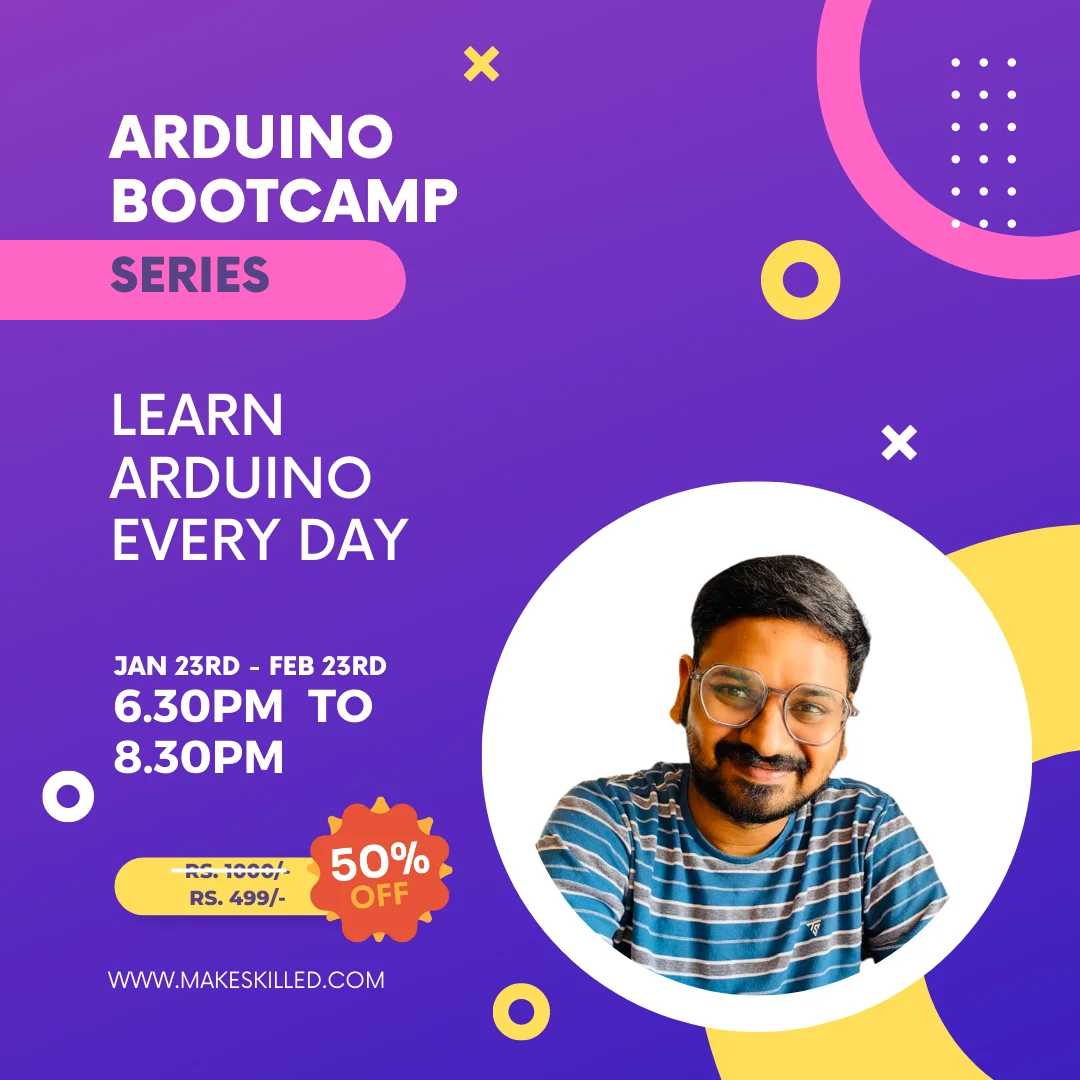 ARDUINO
BOOTCAMP
SERIES
LEARN
ARDUINO
EVERY DAY
JAN 23RD - FEB 23RD
6.30PM TO
8.30PM
RS. 1000/-
RS. 499/-
50%
OFF
WWW.MAKESKILLED.COM